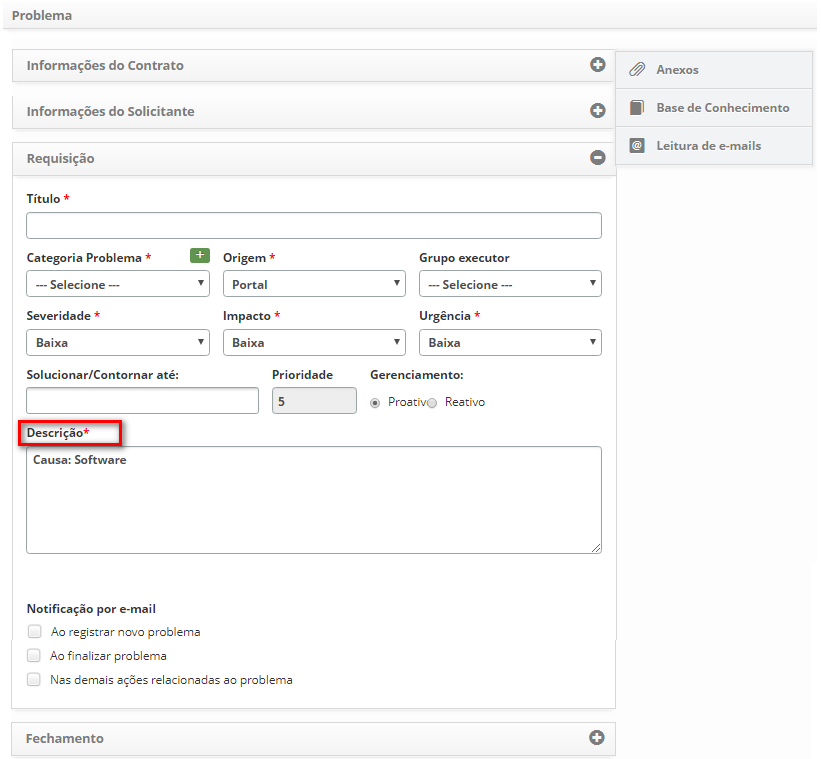 Problema
Informações do Contrato
Anexos
Base de Conhecimento
Leitura de e-mails
Informações do Solicitante
Requisição
Título *
Categoria Problema * +
Origem *
Grupo executor
--- Selecione ---
Portal
--- Selecione ---
Severidade *
Impacto *
Urgência *
Baixa
Baixa
Baixa
Solucionar/Contornar até:
Prioridade
Gerenciamento:
5
Proativo
Reativo
Descrição*
Causa: Software
Notificação por e-mail
Ao registrar novo problema
Ao finalizar problema
Nas demais ações relacionadas ao problema
Fechamento